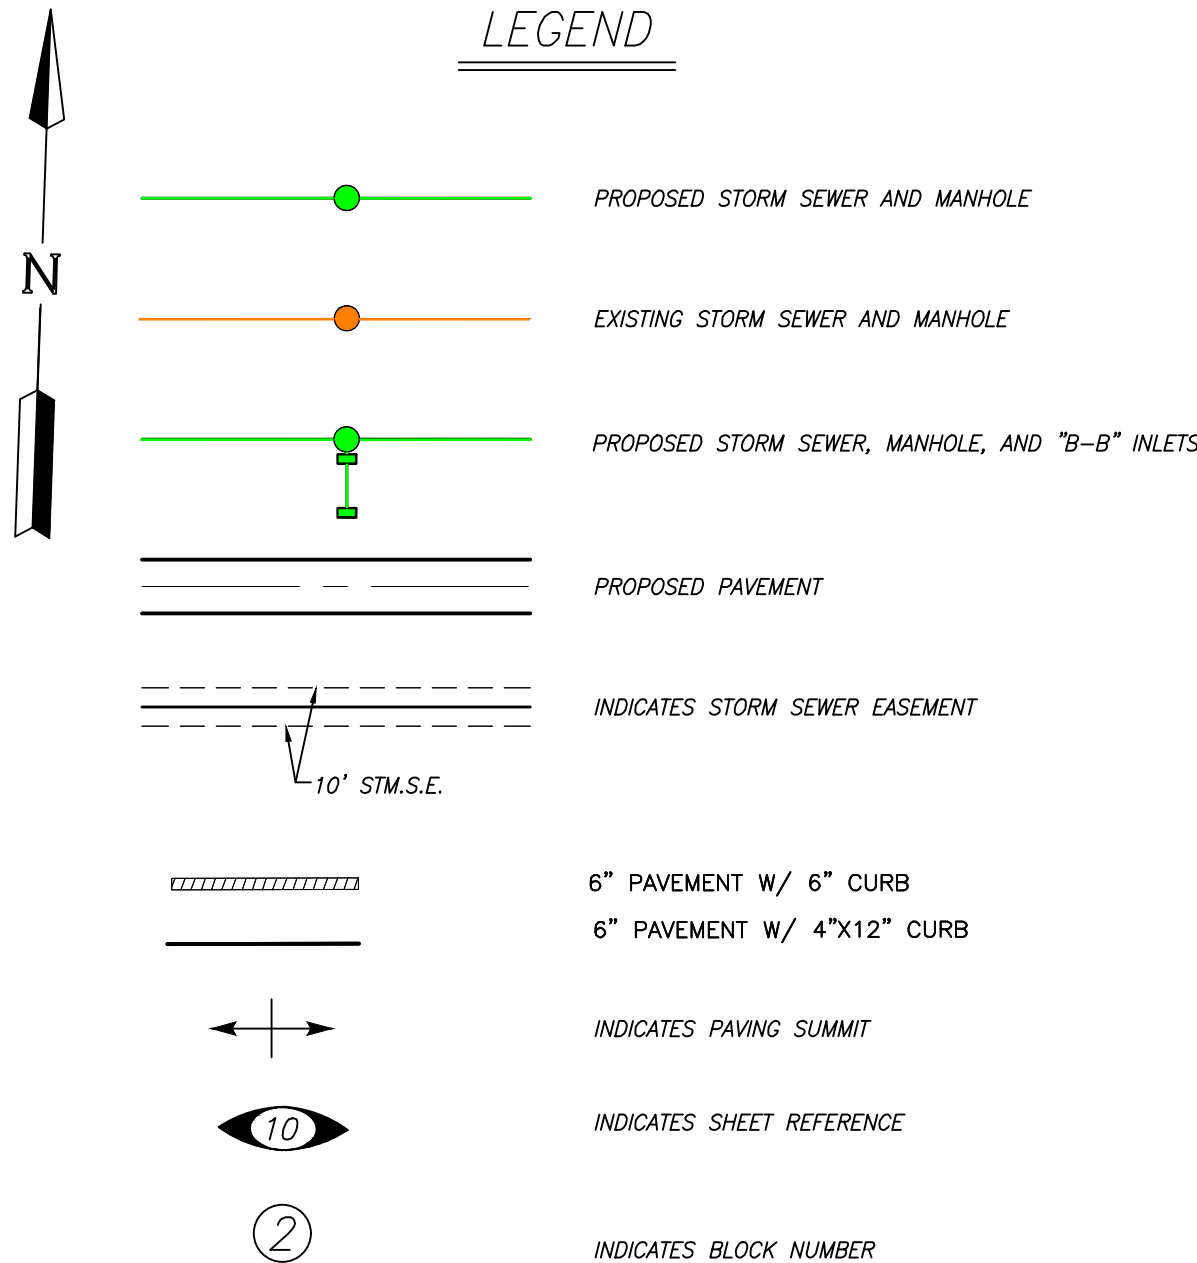 LEGEND
PROPOSED STORM SEWER AND MANHOLE
N
EXISTING STORM SEWER AND MANHOLE
PROPOSED STORM SEWER, MANHOLE, AND "B-B" INLETS
PROPOSED PAVEMENT
INDICATES STORM SEWER EASEMENT
10' STM.S.E.
6" PAVEMENT W/ 6" CURB
6" PAVEMENT W/ 4"X12" CURB
INDICATES PAVING SUMMIT
10 INDICATES SHEET REFERENCE
2 INDICATES BLOCK NUMBER